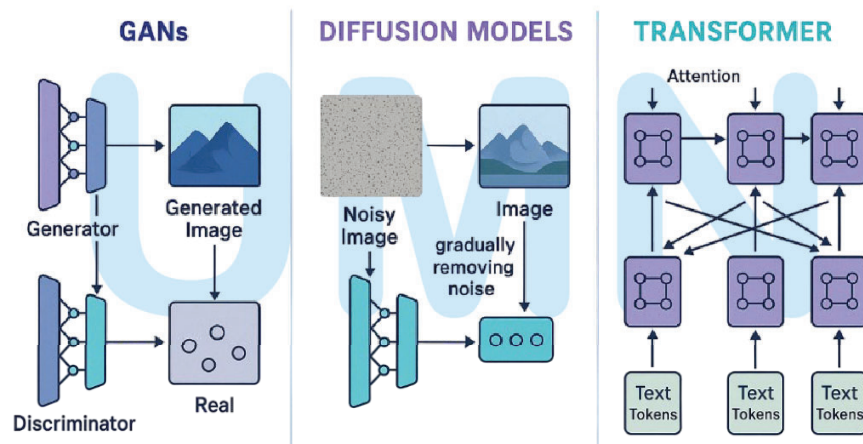 GANs
Generator
Generated
Image
Discriminator
Real
DIFFUSION MODELS
Noisy
Image
Image
gradually
removing
noise
TRANSFORMER
Attention
Text
Tokens
Text
Tokens
Text
Tokens
UMN